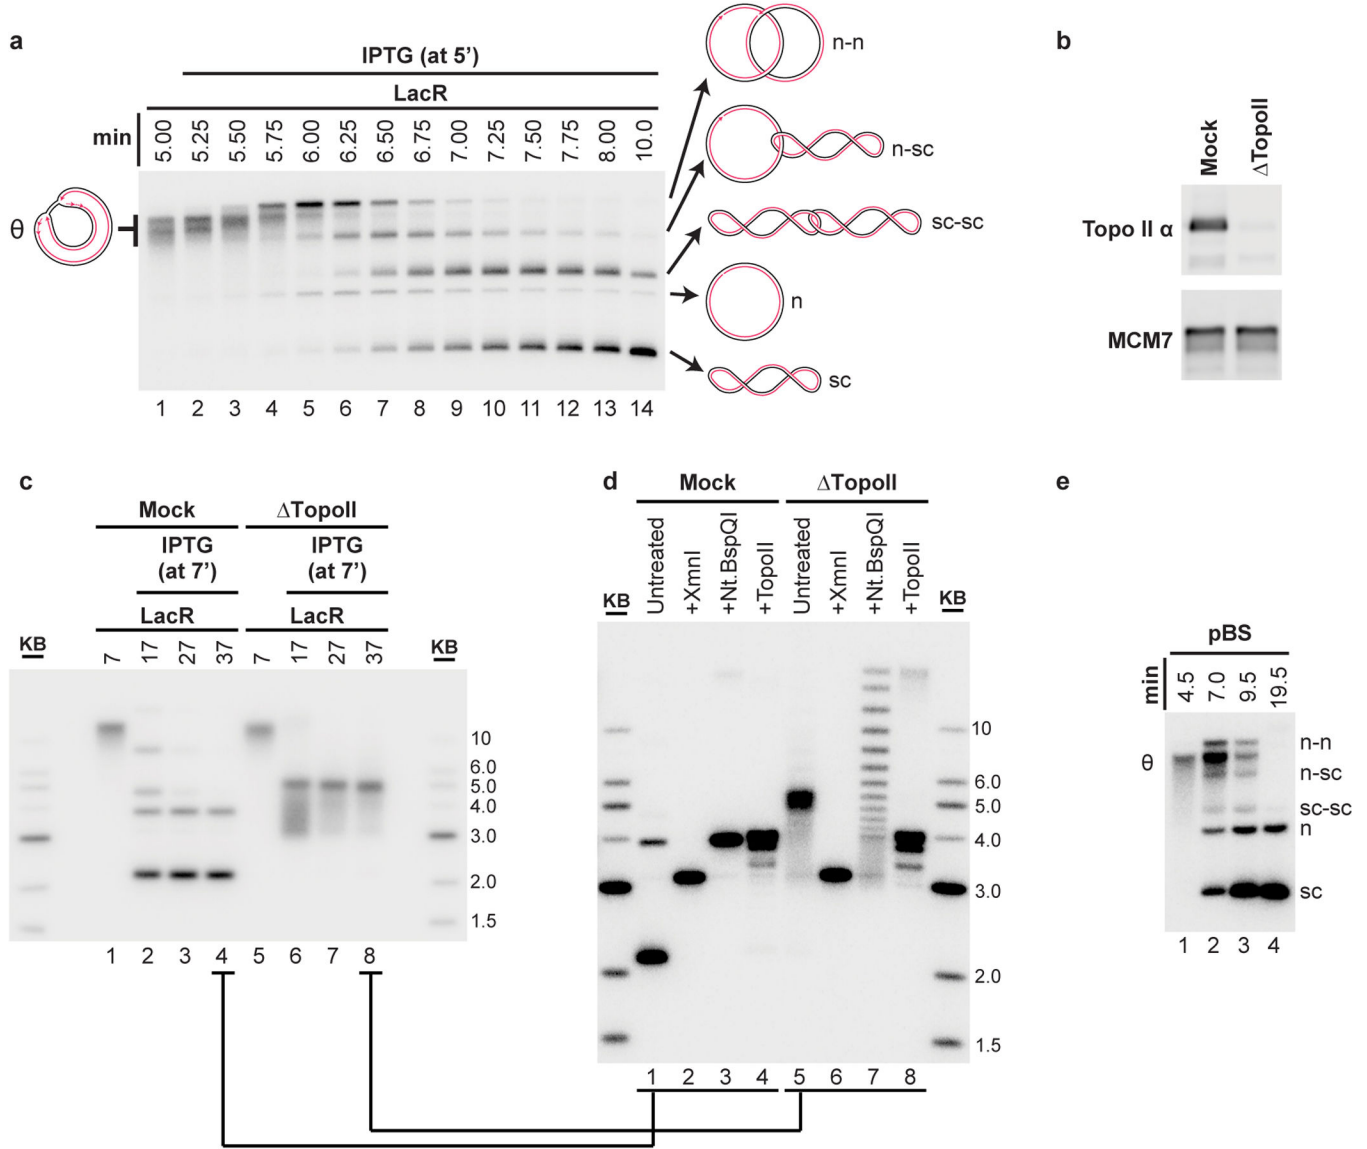 a
IPTG (at 5')
LacR
min 5.00 5.25 5.50 5.75 6.00 6.25 6.50 6.75 7.00 7.25 7.50 7.75 8.00 10.0
θ
n-n
n-sc
sc-sc
n
sc
1 2 3 4 5 6 7 8 9 10 11 12 13 14
b
Mock ΔTopoII
Topo II α
MCM7
c
Mock ΔTopoII
IPTG IPTG
(at 7') (at 7')
LacR LacR
KB 7 17 27 37 7 17 27 37 KB
10
6.0
5.0
4.0
3.0
2.0
1.5
1 2 3 4 5 6 7 8
d
Mock ΔTopoII
KB Untreated +XmnI +Nt.BspQI +TopoII Untreated +XmnI +Nt.BspQI +TopoII KB
10
6.0
5.0
4.0
3.0
2.0
1.5
1 2 3 4 5 6 7 8
e
pBS
min 4.5 7.0 9.5 19.5
θ
n-n
n-sc
sc-sc
n
sc
1 2 3 4